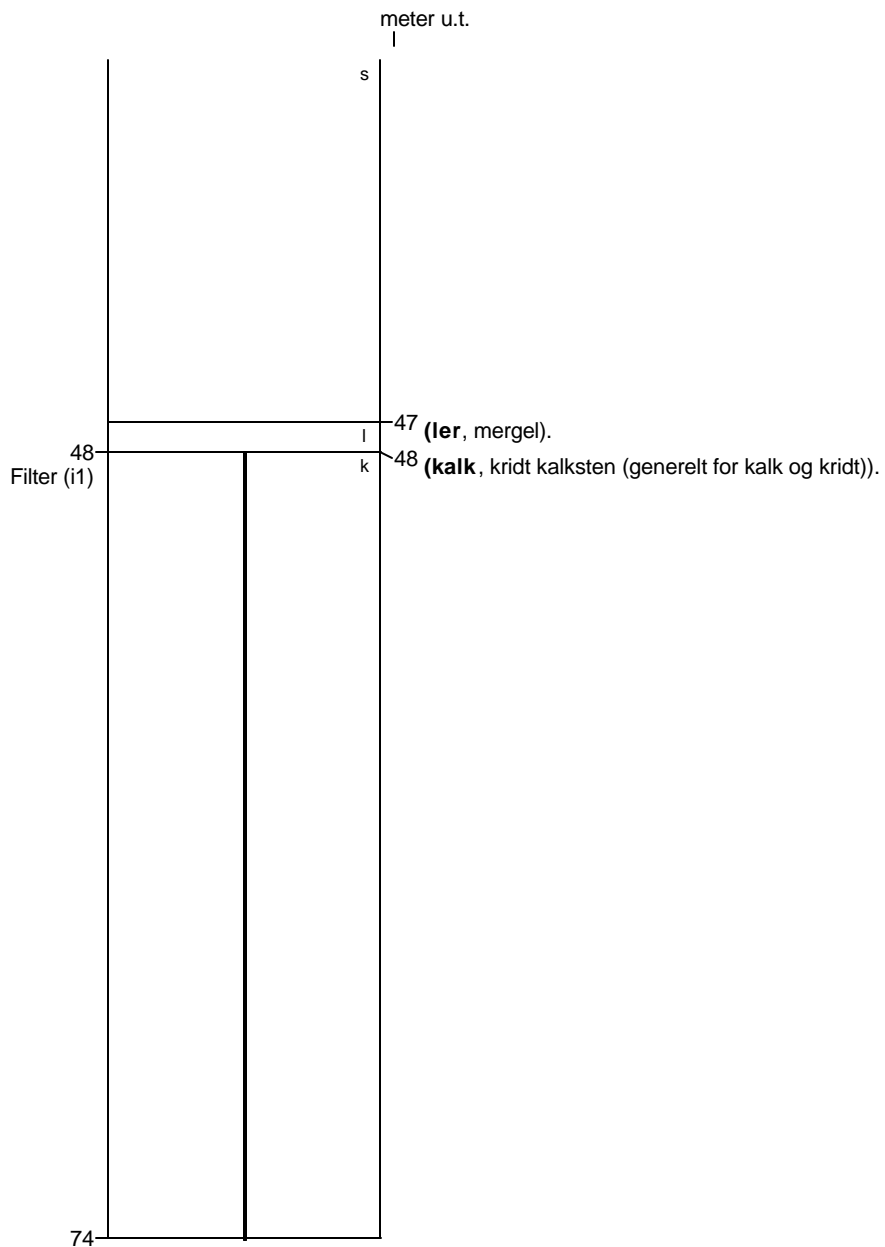 meter u.t.
s
47 (ler, mergel).
l
48
48 (kalk, kridt kalksten (generelt for kalk og kridt)).
Filter (i1)
k
74